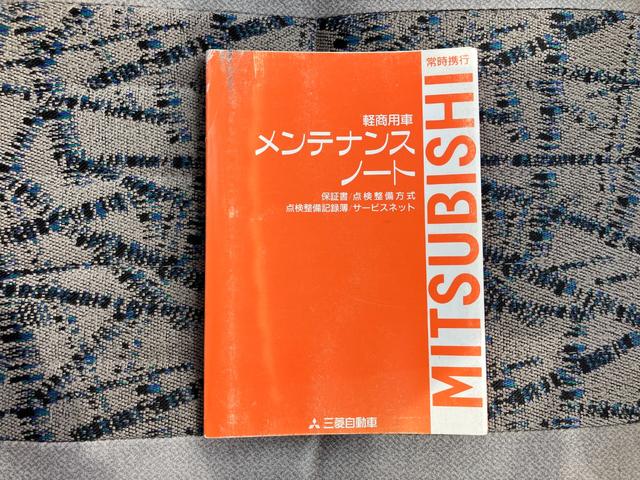 常時携行
軽商用車
メンテナンス
ノート
保証書/点検整備方式
点検整備記録簿/サービスネット
MITSUBISHI
三菱自動車